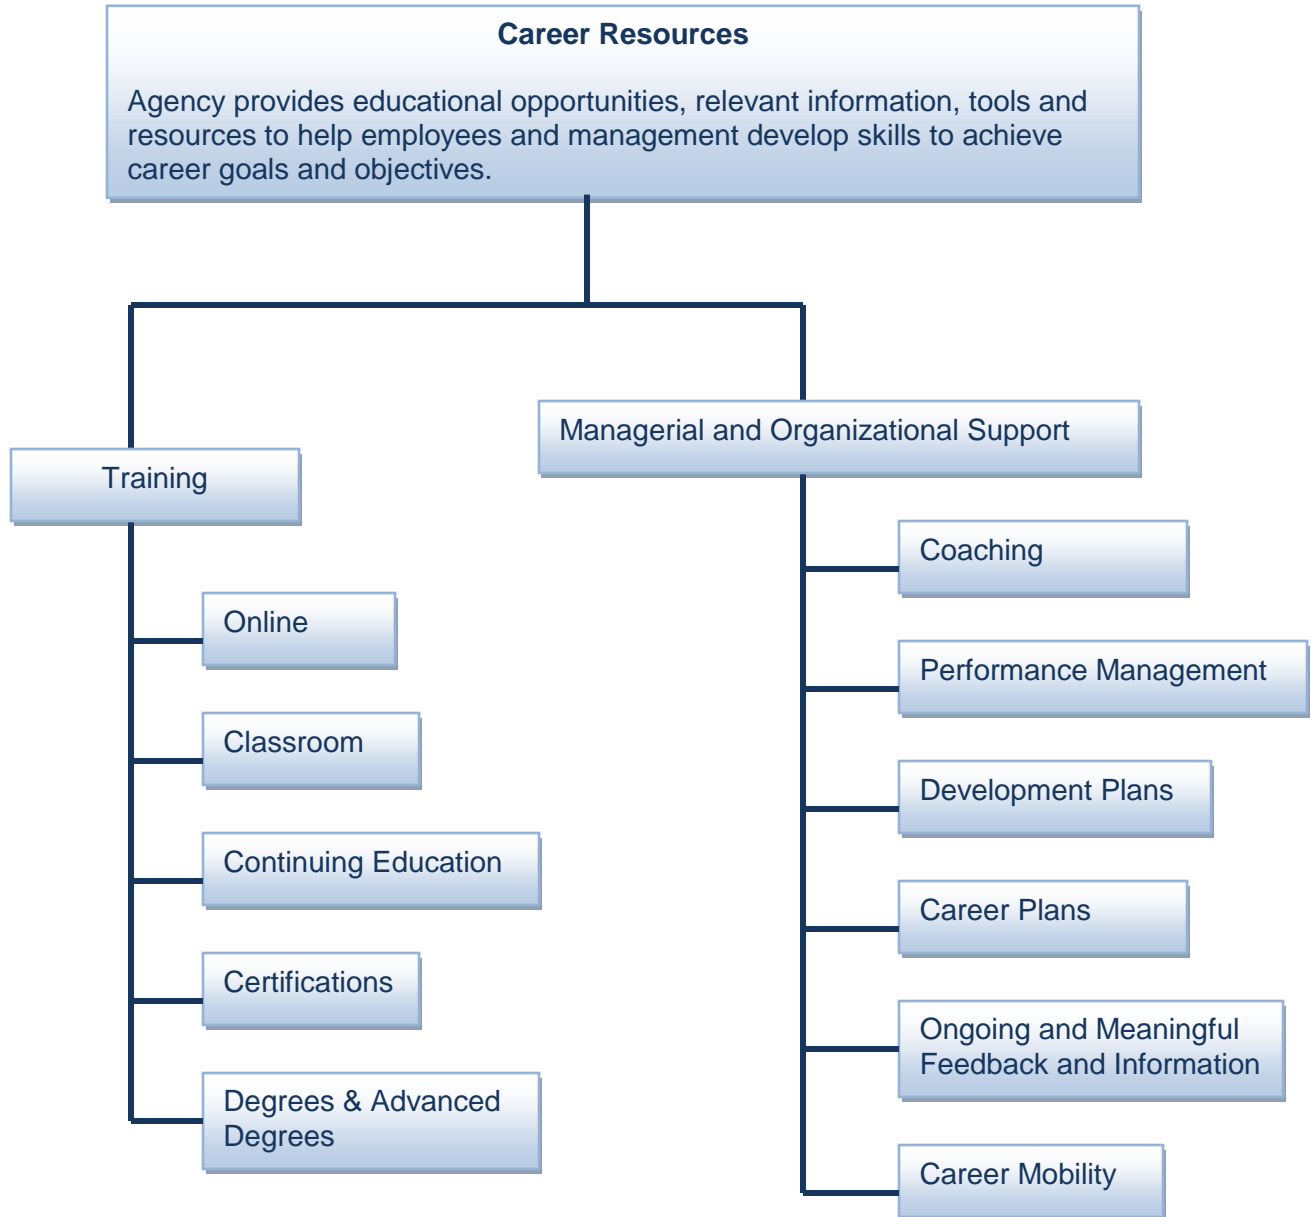 Career Resources
Agency provides educational opportunities, relevant information, tools and
resources to help employees and management develop skills to achieve
career goals and objectives.
Training
Online
Classroom
Continuing Education
Certifications
Degrees & Advanced
Degrees
Managerial and Organizational Support
Coaching
Performance Management
Development Plans
Career Plans
Ongoing and Meaningful
Feedback and Information
Career Mobility